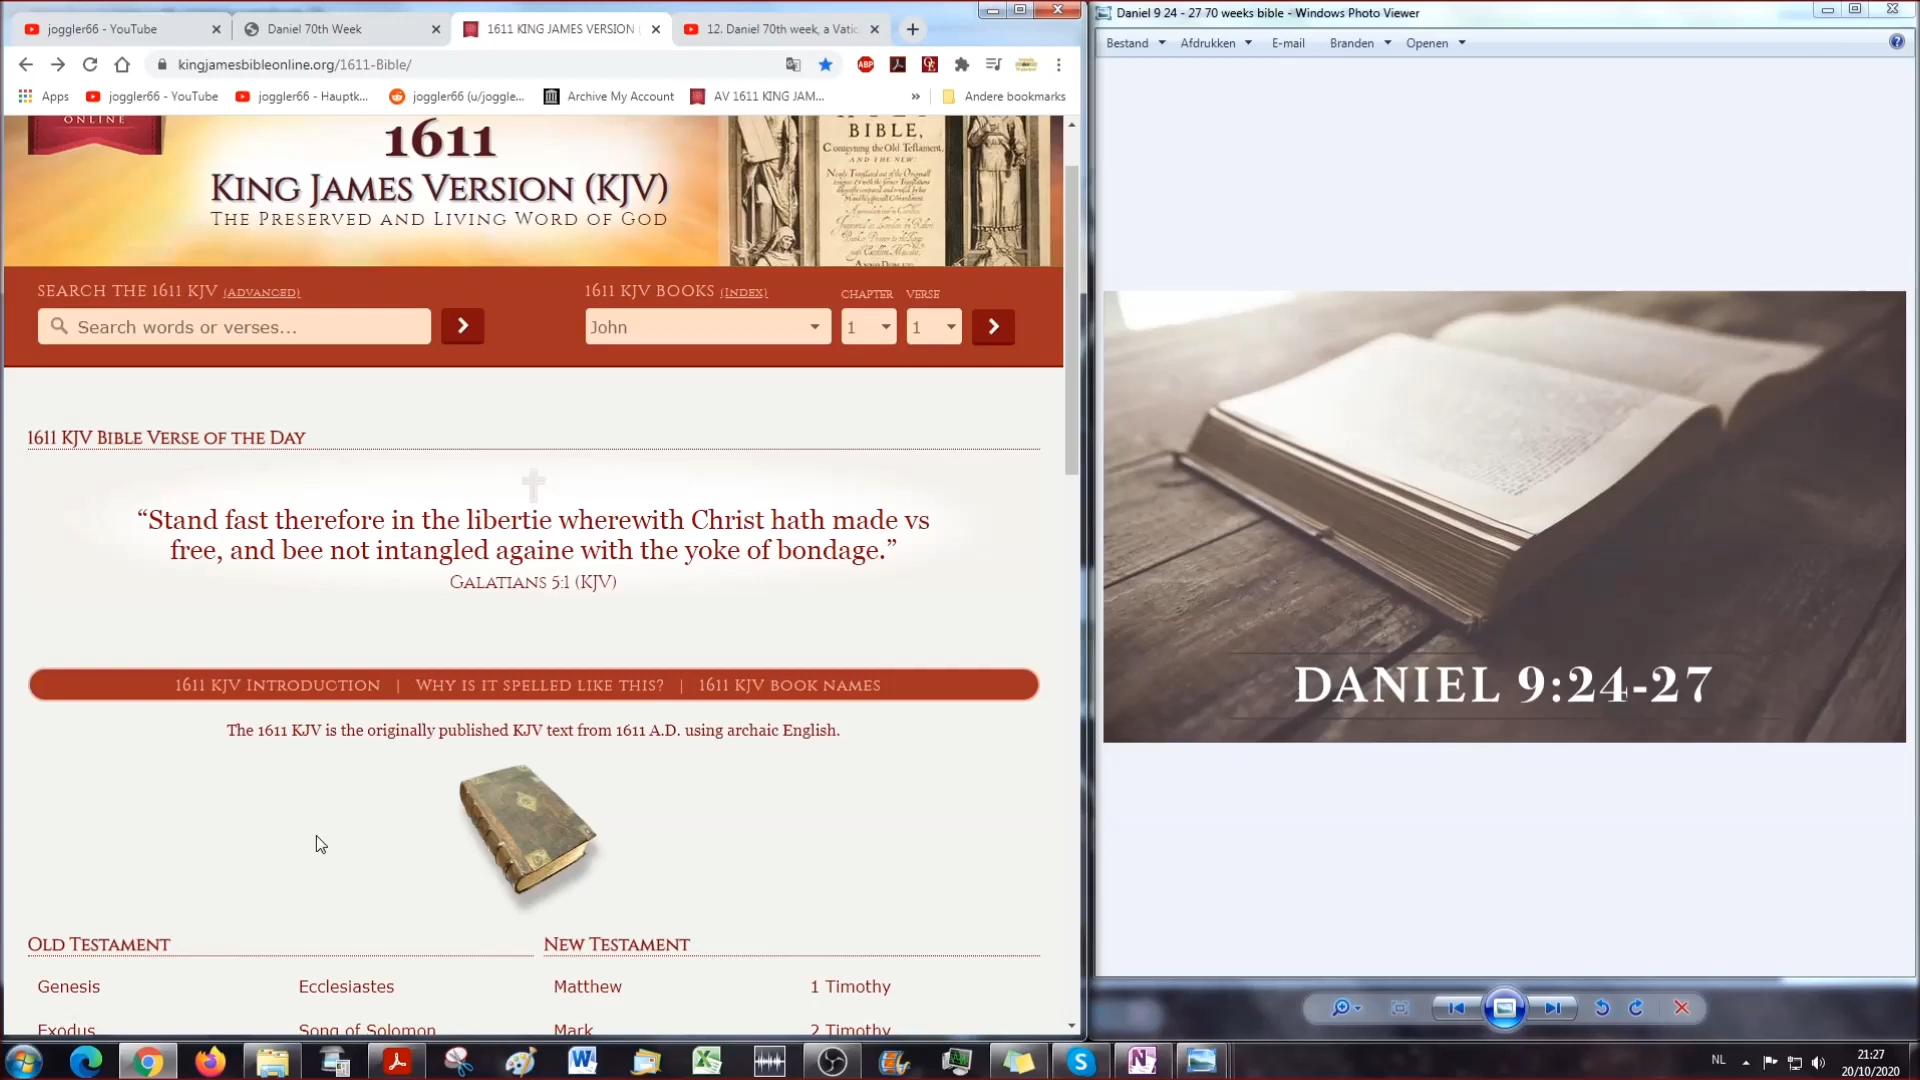 joggler66 - YouTube
Daniel 70th Week
1611 KING JAMES VERSION
12. Daniel 70th week, a Vatic
kingjamesbibleonline.org/1611-Bible/
Apps
joggler66 - YouTube
joggler66 - Hauptk...
joggler66 (u/joggle...
Archive My Account
AV 1611 KING JAM...
»
Andere bookmarks
ONLINE
1611
KING JAMES VERSION (KJV)
THE PRESERVED AND LIVING WORD OF GOD
BIBLE,
Conteyning the Old Testament,
AND THE NEW:
SEARCH THE 1611 KJV (ADVANCED)
Search words or verses...
1611 KJV BOOKS (INDEX)
CHAPTER
VERSE
John
1
1
1611 KJV BIBLE VERSE OF THE DAY
“Stand fast therefore in the libertie wherewith Christ hath made vs
free, and bee not intangled againe with the yoke of bondage.”
GALATIANS 5:1 (KJV)
1611 KJV INTRODUCTION | WHY IS IT SPELLED LIKE THIS? | 1611 KJV BOOK NAMES
The 1611 KJV is the originally published KJV text from 1611 A.D. using archaic English.
OLD TESTAMENT
NEW TESTAMENT
Genesis
Ecclesiastes
Matthew
1 Timothy
Exodus
Song of Solomon
Mark
2 Timothy
Daniel 9 24 - 27 70 weeks bible - Windows Photo Viewer
Bestand
Afdrukken
E-mail
Branden
Openen
DANIEL 9:24-27
NL
21:27
20/10/2020